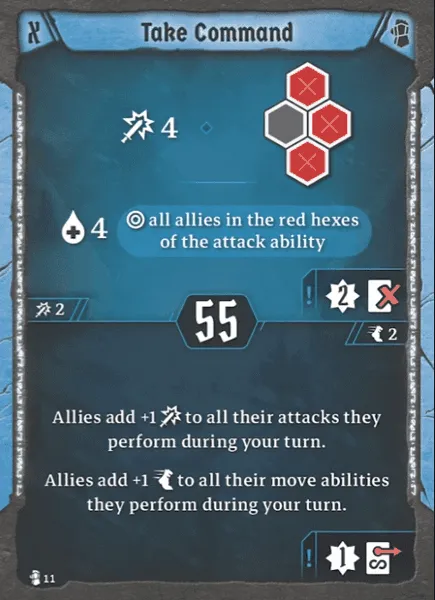 X Take Command
4
4 all allies in the red hexes
of the attack ability
! 2
2
55
2
Allies add +1 to all their attacks they
perform during your turn.
Allies add +1 to all their move abilities
they perform during your turn.
! 1 S
11